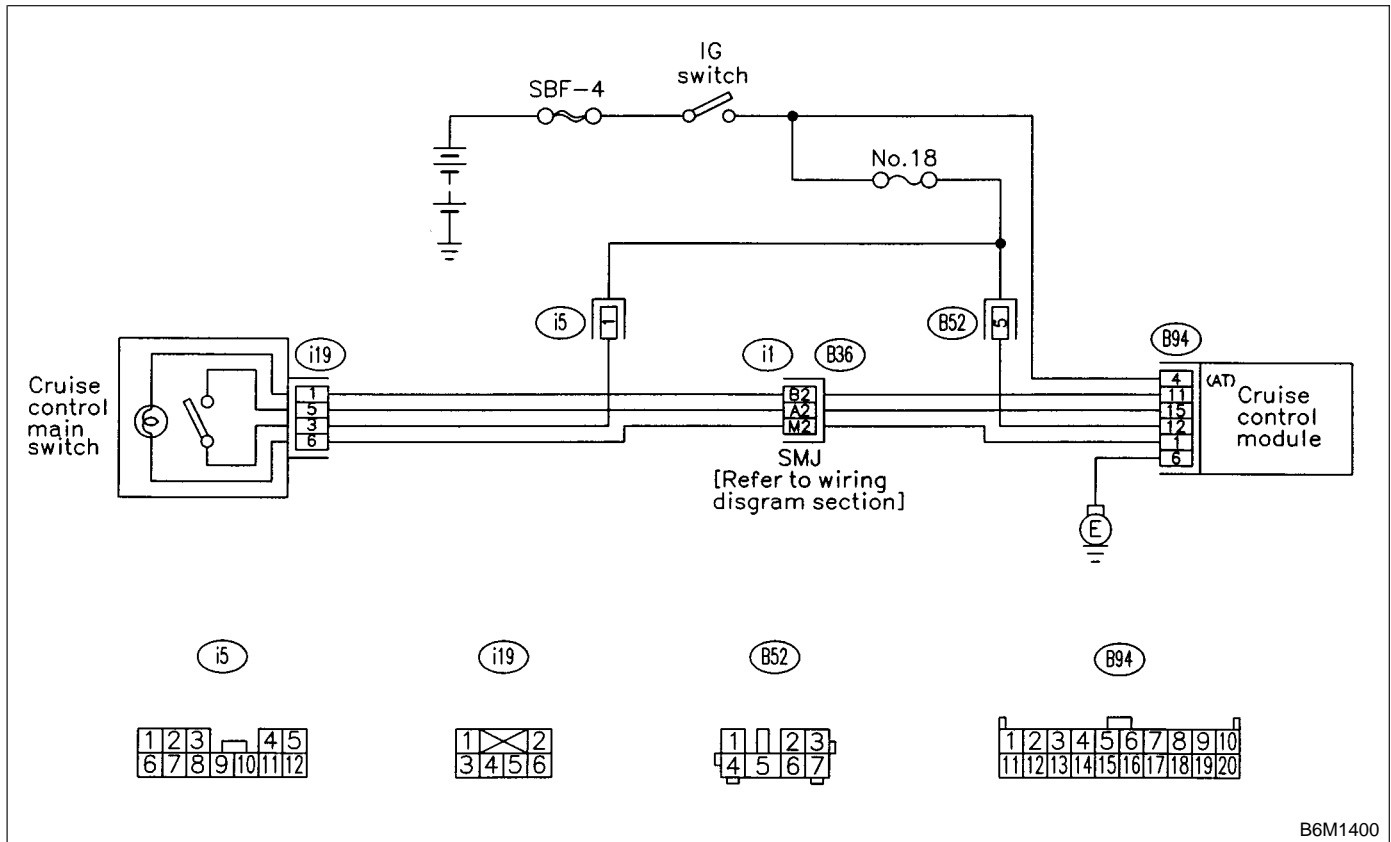 IG
switch
SBF-4
No.18
i5
B52
i19
i1
B36
B94
1
5
Cruise
control
main
switch
1
5
3
6
B2
A2
M2
4
11
15
12
1
6
(AT)
Cruise
control
module
SMJ
[Refer to wiring
disgram section]
E
i5
i19
B52
B94
1 2 3 4 5
6 7 8 9 10 11 12
1 2
3 4 5 6
1 2 3
4 5 6 7
1 2 3 4 5 6 7 8 9 10
11 12 13 14 15 16 17 18 19 20
B6M1400